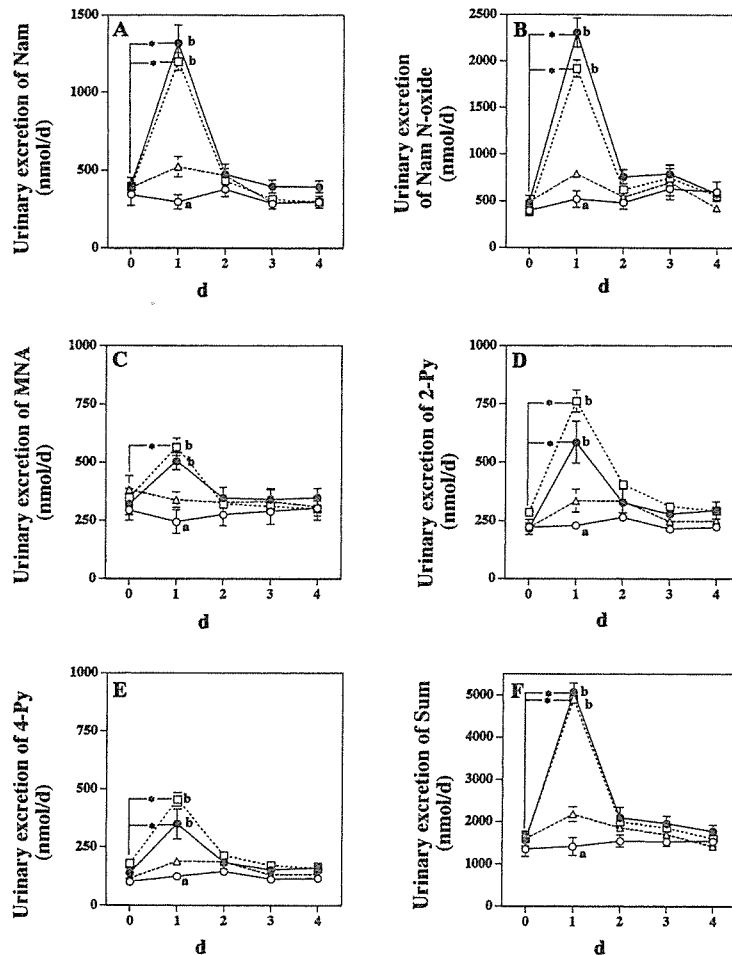 A
Urinary excretion of Nam
(nmol/d)
1500
1000
500
0
* b
* b
a
0 1 2 3 4
d
B
Urinary excretion
of Nam N-oxide
(nmol/d)
2500
2000
1500
1000
500
0
* b
* b
a
0 1 2 3 4
d
C
Urinary excretion of MNA
(nmol/d)
1000
750
500
250
0
* b
b
a
0 1 2 3 4
d
D
Urinary excretion of 2-Py
(nmol/d)
1000
750
500
250
0
* b
* b
a
0 1 2 3 4
d
E
Urinary excretion of 4-Py
(nmol/d)
1000
750
500
250
0
* b
* b
a
0 1 2 3 4
d
F
Urinary excretion of Sum
(nmol/d)
5000
4000
3000
2000
1000
0
* b
* b
a
0 1 2 3 4
d